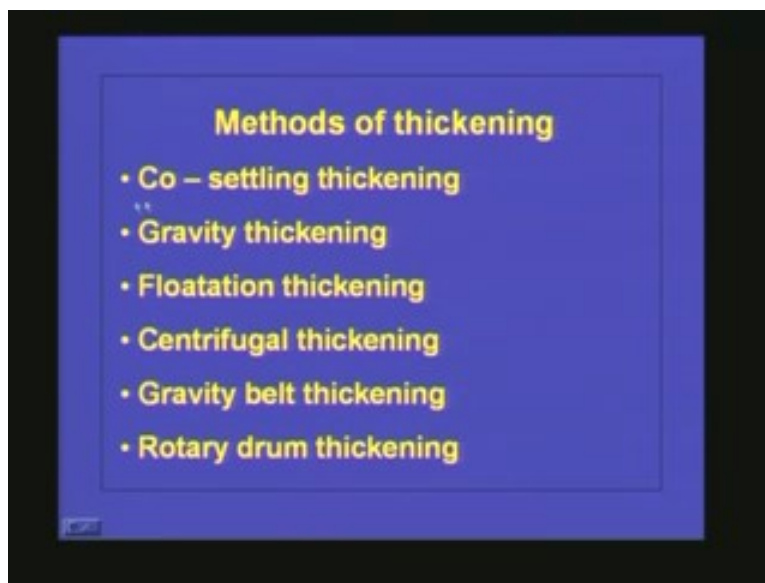 Methods of thickening
• Co – settling thickening
• Gravity thickening
• Floatation thickening
• Centrifugal thickening
• Gravity belt thickening
• Rotary drum thickening